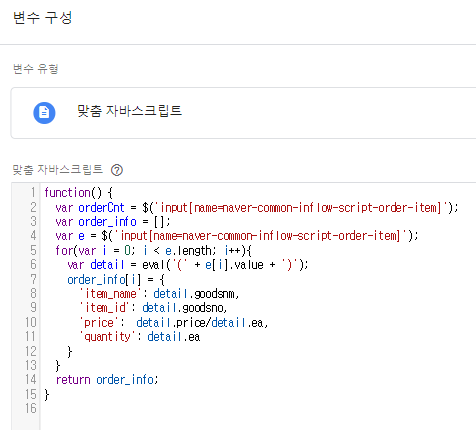 변수 구성
변수 유형
맞춤 자바스크립트
맞춤 자바스크립트 ?
1 function() {
2 var orderCnt = $('input[name=naver-common-inflow-script-order-item]');
3 var order_info = [];
4 var e = $('input[name=naver-common-inflow-script-order-item]');
5 for(var i = 0; i < e.length; i++){
6 var detail = eval('(' + e[i].value + ')');
7 order_info[i] = {
8 'item_name': detail.goodsnm,
9 'item_id': detail.goodsno,
10 'price': detail.price/detail.ea,
11 'quantity': detail.ea
12 }
13 }
14 return order_info;
15 }
16